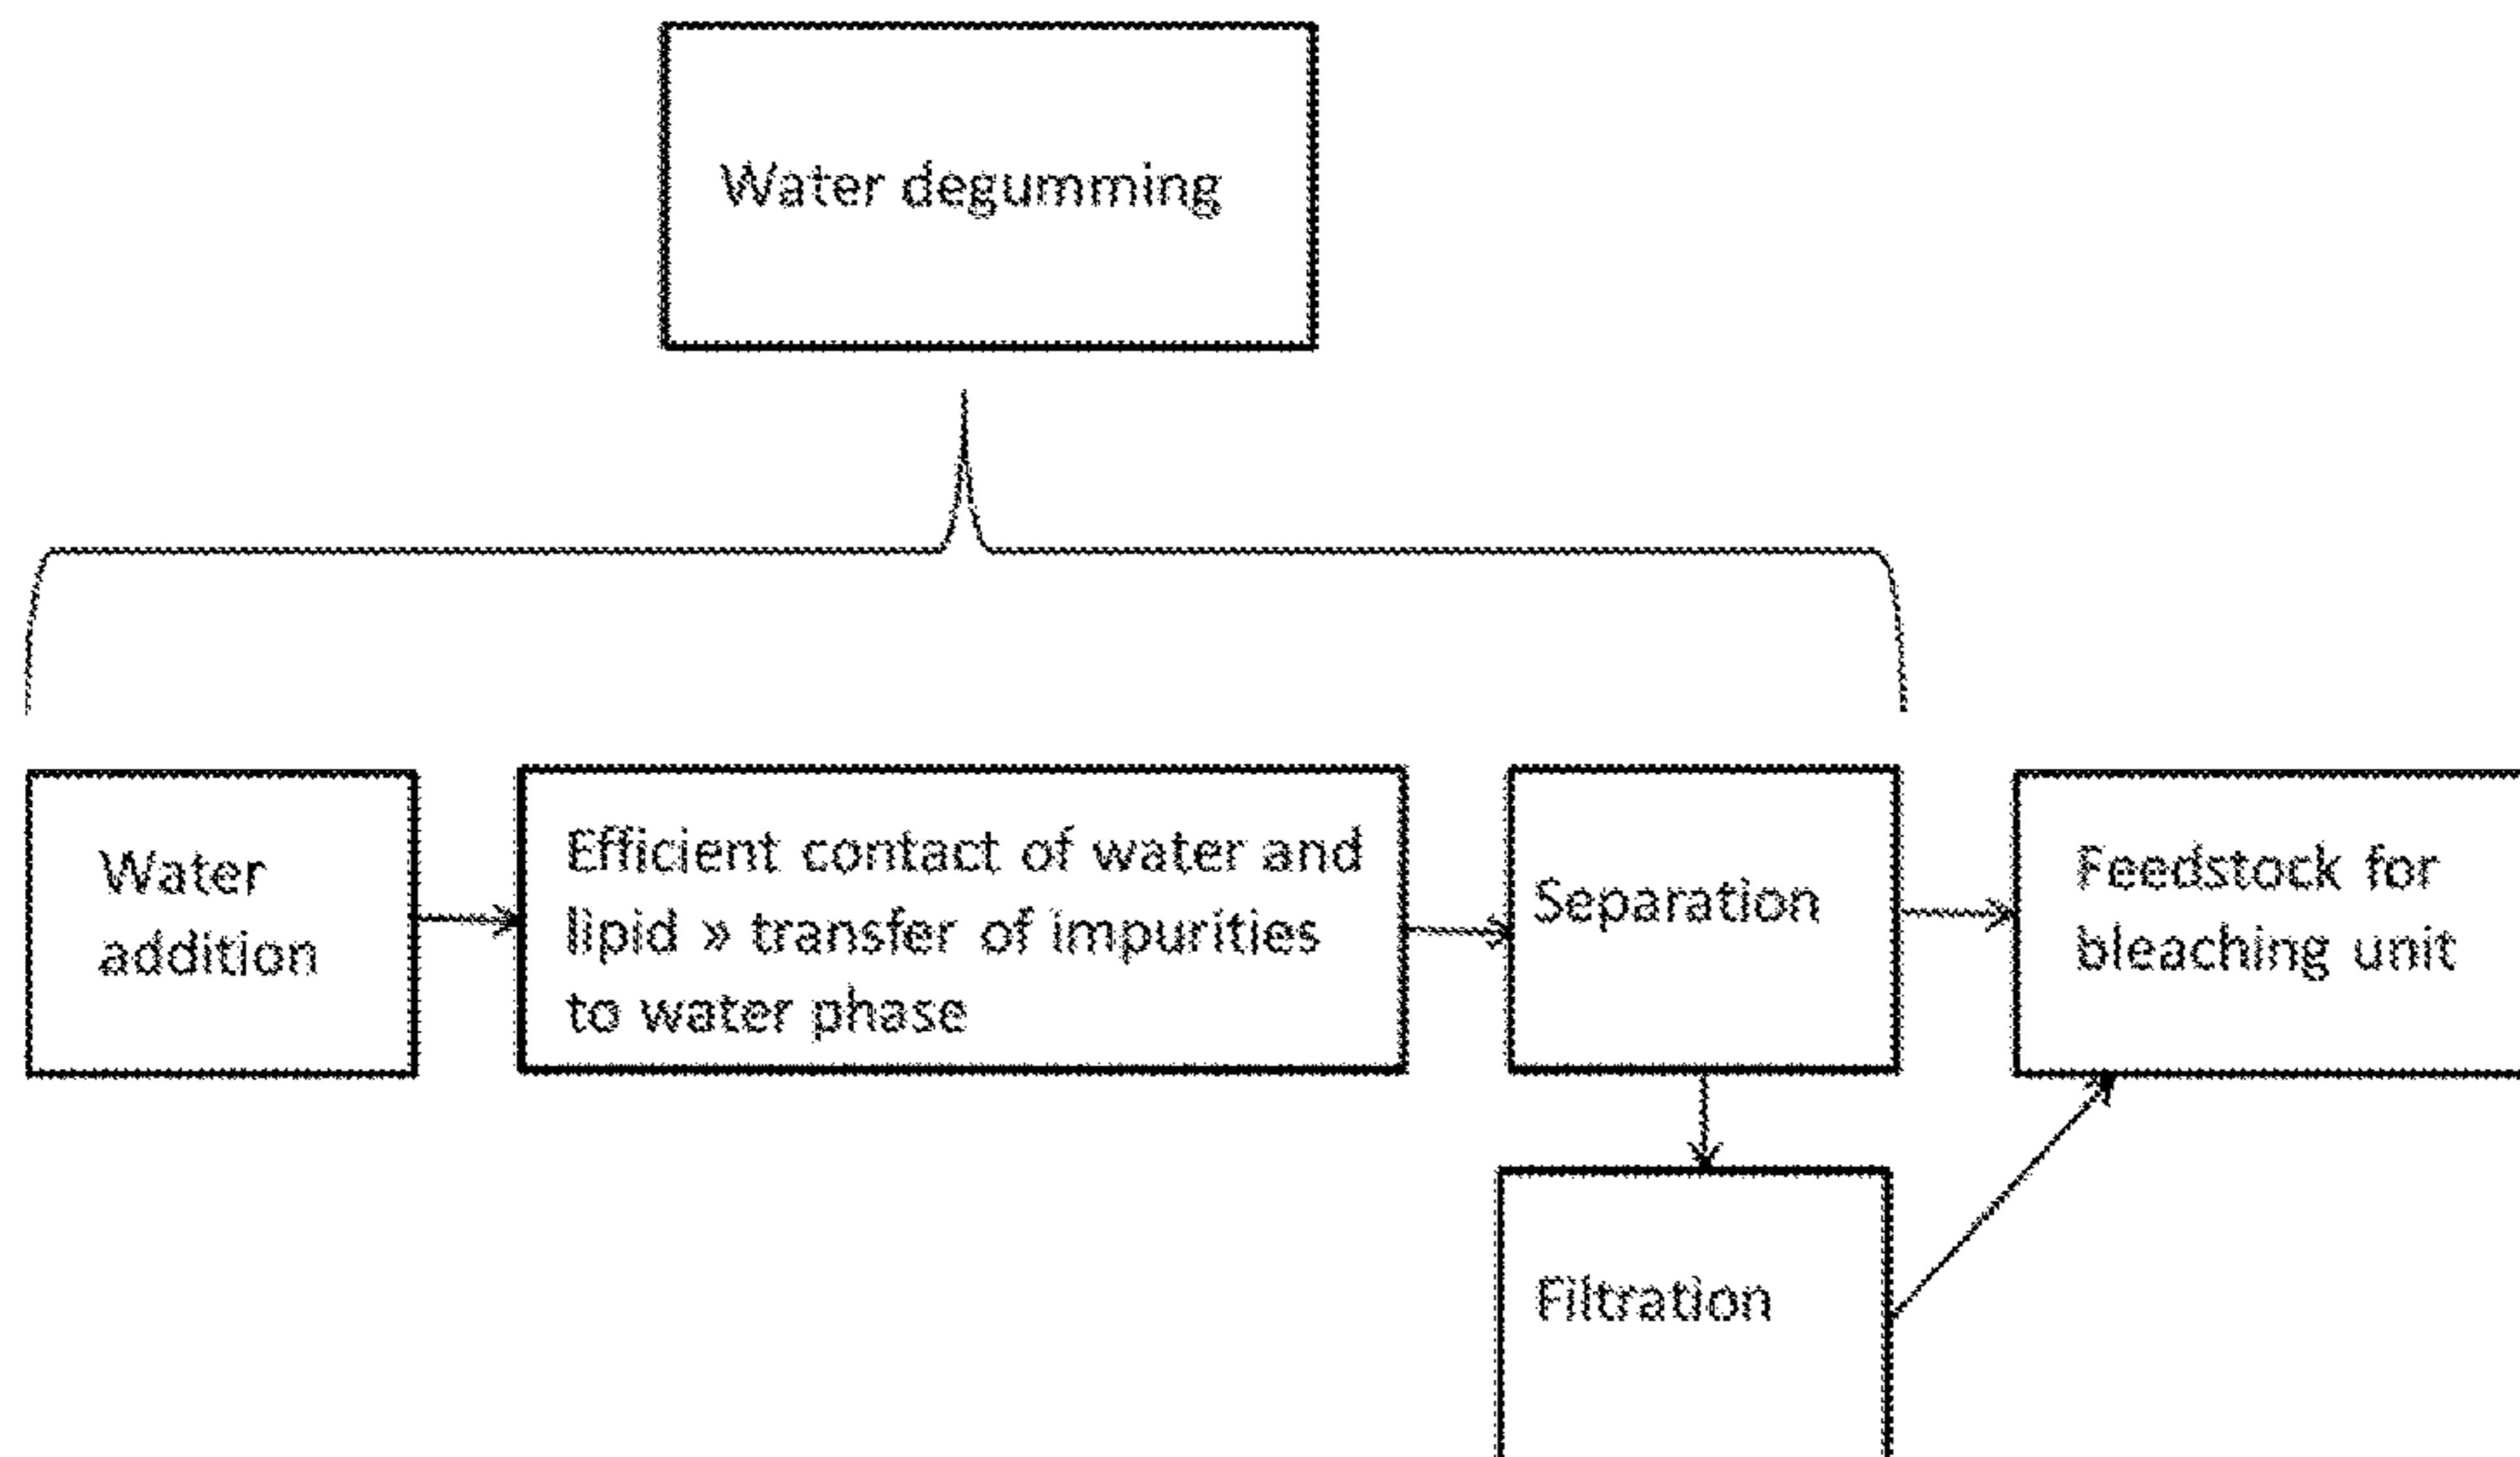 Water degumming
Water
addition
Efficient contact of water and
lipid » transfer of impurities
to water phase
Separation
Feedstock for
bleaching unit
Filtration